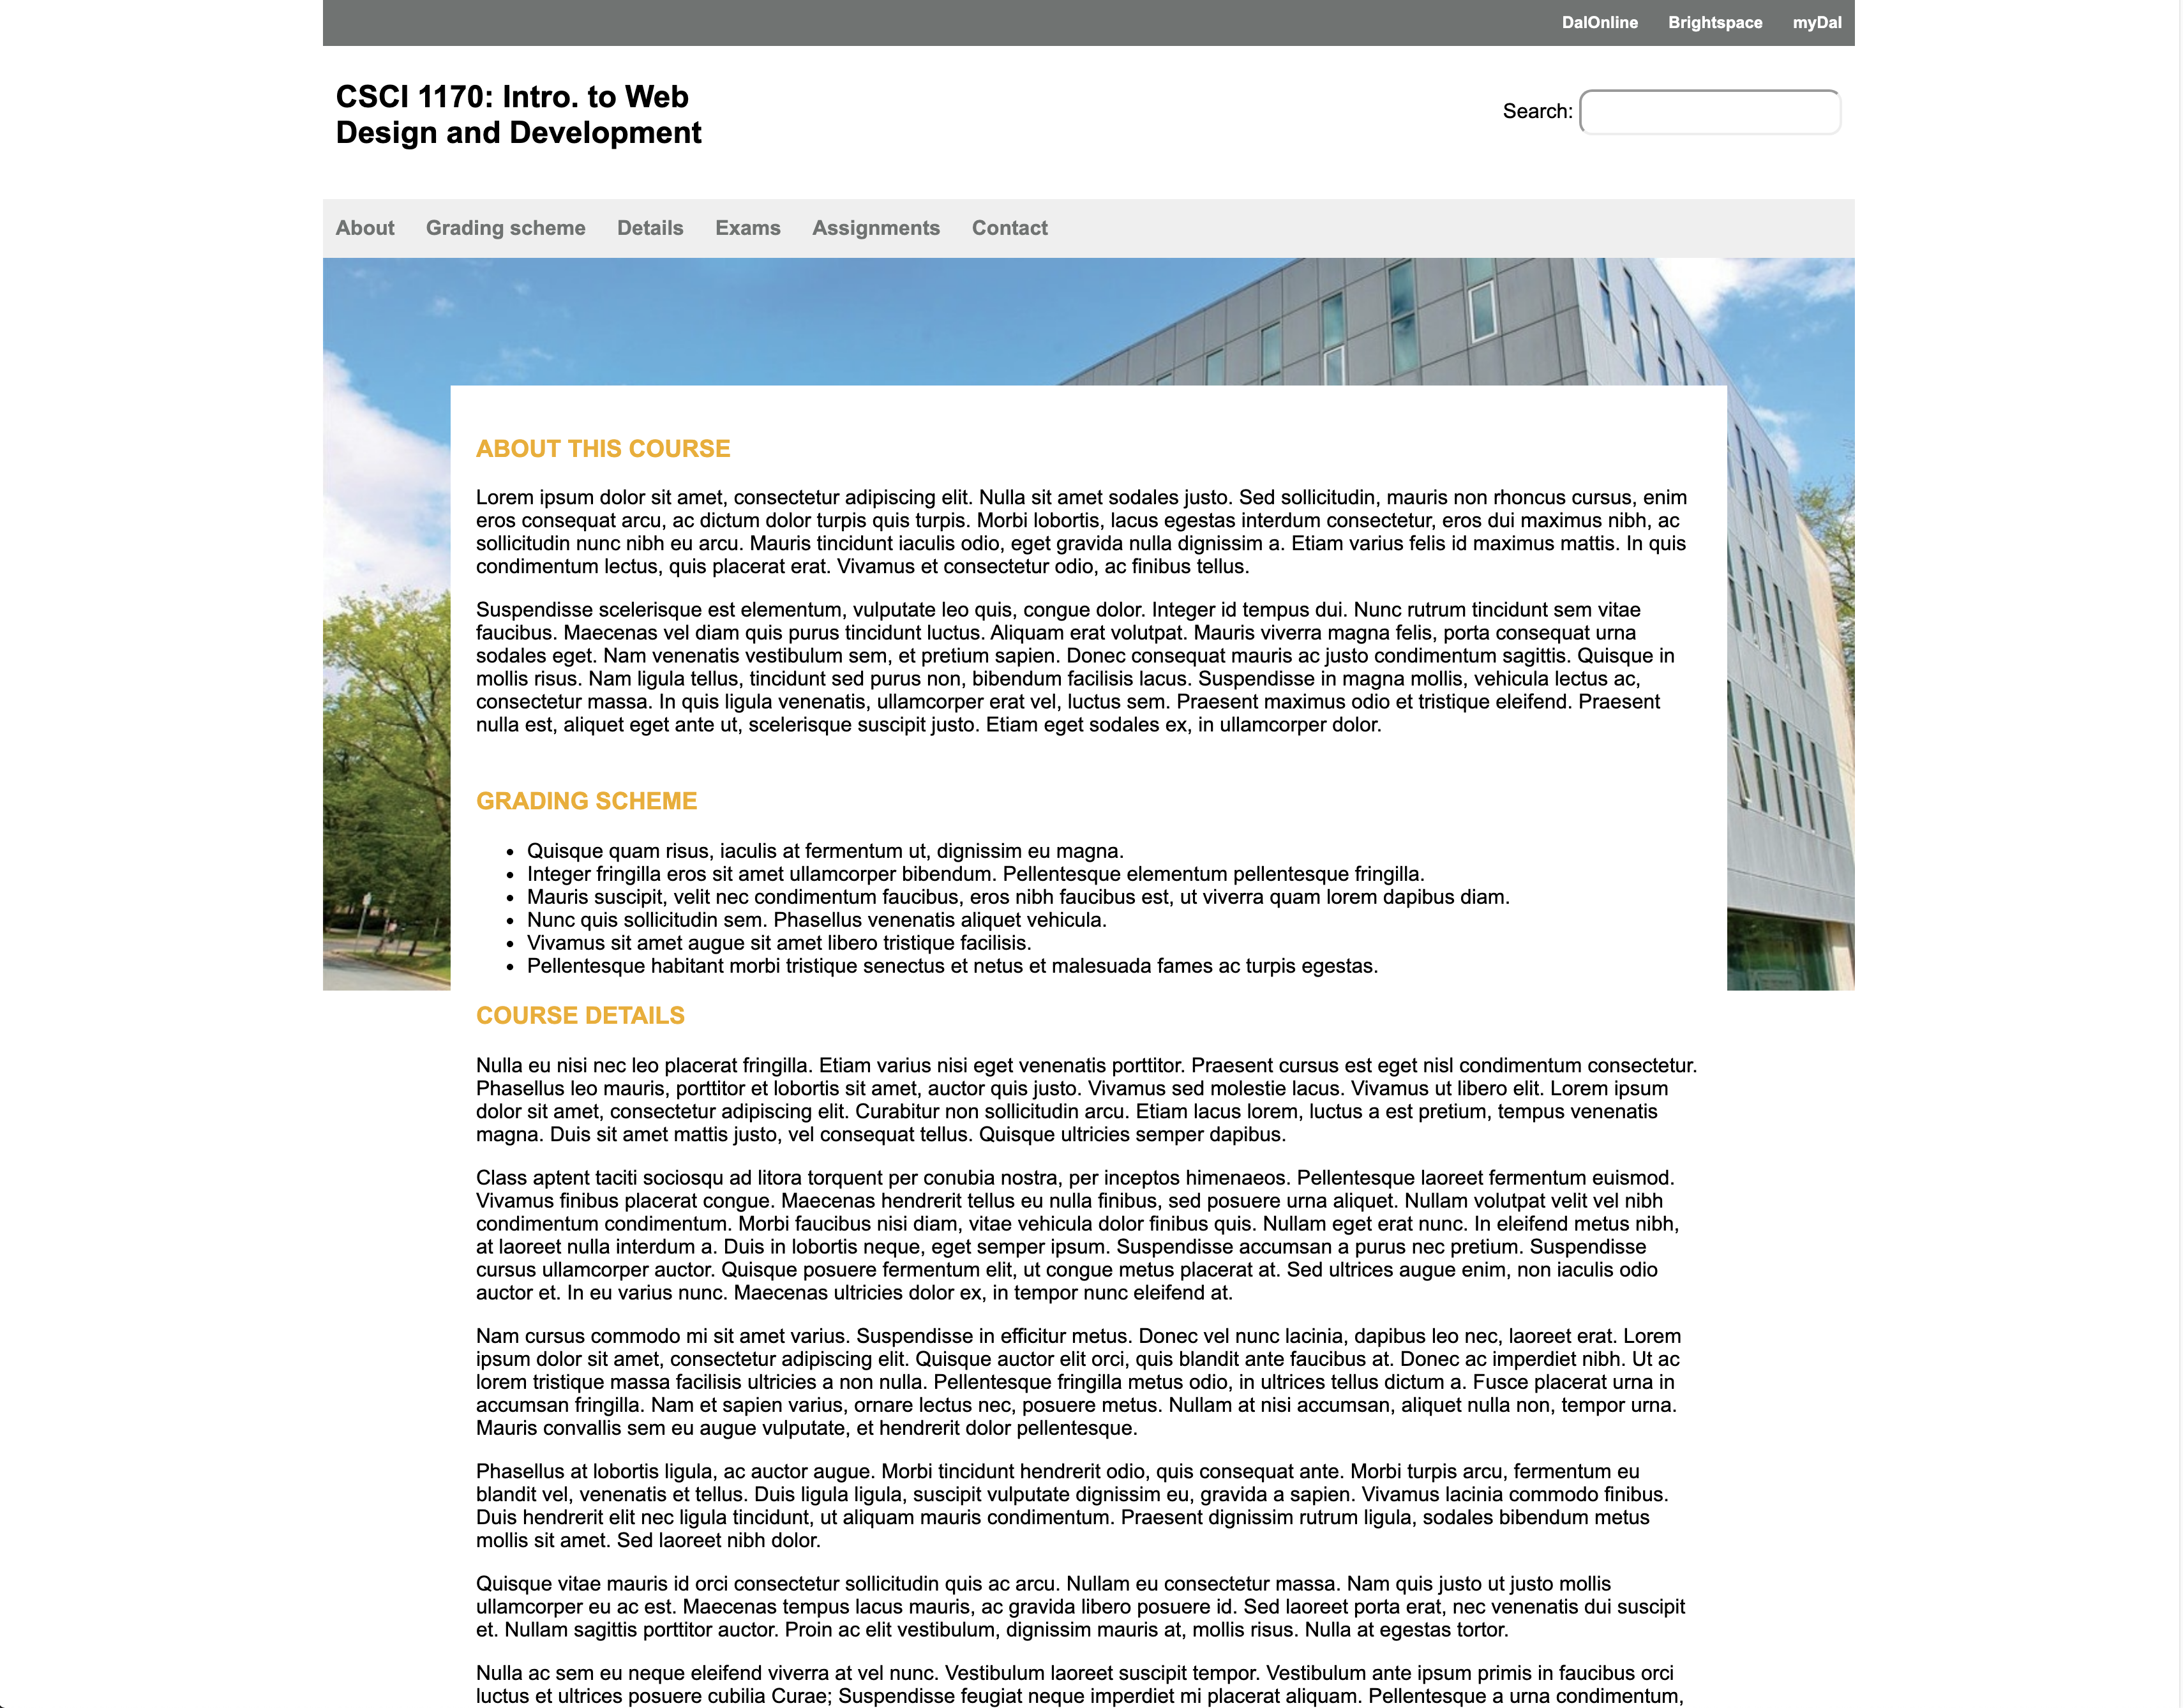 DalOnline Brightspace myDal
CSCI 1170: Intro. to Web
Design and Development
Search:
About Grading scheme Details Exams Assignments Contact
ABOUT THIS COURSE
Lorem ipsum dolor sit amet, consectetur adipiscing elit. Nulla sit amet sodales justo. Sed sollicitudin, mauris non rhoncus cursus, enim
eros consequat arcu, ac dictum dolor turpis quis turpis. Morbi lobortis, lacus egestas interdum consectetur, eros dui maximus nibh, ac
sollicitudin nunc nibh eu arcu. Mauris tincidunt iaculis odio, eget gravida nulla dignissim a. Etiam varius felis id maximus mattis. In quis
condimentum lectus, quis placerat erat. Vivamus et consectetur odio, ac finibus tellus.
Suspendisse scelerisque est elementum, vulputate leo quis, congue dolor. Integer id tempus dui. Nunc rutrum tincidunt sem vitae
faucibus. Maecenas vel diam quis purus tincidunt luctus. Aliquam erat volutpat. Mauris viverra magna felis, porta consequat urna
sodales eget. Nam venenatis vestibulum sem, et pretium sapien. Donec consequat mauris ac justo condimentum sagittis. Quisque in
mollis risus. Nam ligula tellus, tincidunt sed purus non, bibendum facilisis lacus. Suspendisse in magna mollis, vehicula lectus ac,
consectetur massa. In quis ligula venenatis, ullamcorper erat vel, luctus sem. Praesent maximus odio et tristique eleifend. Praesent
nulla est, aliquet eget ante ut, scelerisque suscipit justo. Etiam eget sodales ex, in ullamcorper dolor.
GRADING SCHEME
• Quisque quam risus, iaculis at fermentum ut, dignissim eu magna.
• Integer fringilla eros sit amet ullamcorper bibendum. Pellentesque elementum pellentesque fringilla.
• Mauris suscipit, velit nec condimentum faucibus, eros nibh faucibus est, ut viverra quam lorem dapibus diam.
• Nunc quis sollicitudin sem. Phasellus venenatis aliquet vehicula.
• Vivamus sit amet augue sit amet libero tristique facilisis.
• Pellentesque habitant morbi tristique senectus et netus et malesuada fames ac turpis egestas.
COURSE DETAILS
Nulla eu nisi nec leo placerat fringilla. Etiam varius nisi eget venenatis porttitor. Praesent cursus est eget nisl condimentum consectetur.
Phasellus leo mauris, porttitor et lobortis sit amet, auctor quis justo. Vivamus sed molestie lacus. Vivamus ut libero elit. Lorem ipsum
dolor sit amet, consectetur adipiscing elit. Curabitur non sollicitudin arcu. Etiam lacus lorem, luctus a est pretium, tempus venenatis
magna. Duis sit amet mattis justo, vel consequat tellus. Quisque ultricies semper dapibus.
Class aptent taciti sociosqu ad litora torquent per conubia nostra, per inceptos himenaeos. Pellentesque laoreet fermentum euismod.
Vivamus finibus placerat congue. Maecenas hendrerit tellus eu nulla finibus, sed posuere urna aliquet. Nullam volutpat velit vel nibh
condimentum condimentum. Morbi faucibus nisi diam, vitae vehicula dolor finibus quis. Nullam eget erat nunc. In eleifend metus nibh,
at laoreet nulla interdum a. Duis in lobortis neque, eget semper ipsum. Suspendisse accumsan a purus nec pretium. Suspendisse
cursus ullamcorper auctor. Quisque posuere fermentum elit, ut congue metus placerat at. Sed ultrices augue enim, non iaculis odio
auctor et. In eu varius nunc. Maecenas ultricies dolor ex, in tempor nunc eleifend at.
Nam cursus commodo mi sit amet varius. Suspendisse in efficitur metus. Donec vel nunc lacinia, dapibus leo nec, laoreet erat. Lorem
ipsum dolor sit amet, consectetur adipiscing elit. Quisque auctor elit orci, quis blandit ante faucibus at. Donec ac imperdiet nibh. Ut ac
lorem tristique massa facilisis ultricies a non nulla. Pellentesque fringilla metus odio, in ultrices tellus dictum a. Fusce placerat urna in
accumsan fringilla. Nam et sapien varius, ornare lectus nec, posuere metus. Nullam at nisi accumsan, aliquet nulla non, tempor urna.
Mauris convallis sem eu augue vulputate, et hendrerit dolor pellentesque.
Phasellus at lobortis ligula, ac auctor augue. Morbi tincidunt hendrerit odio, quis consequat ante. Morbi turpis arcu, fermentum eu
blandit vel, venenatis et tellus. Duis ligula ligula, suscipit vulputate dignissim eu, gravida a sapien. Vivamus lacinia commodo finibus.
Duis hendrerit elit nec ligula tincidunt, ut aliquam mauris condimentum. Praesent dignissim rutrum ligula, sodales bibendum metus
mollis sit amet. Sed laoreet nibh dolor.
Quisque vitae mauris id orci consectetur sollicitudin quis ac arcu. Nullam eu consectetur massa. Nam quis justo ut justo mollis
ullamcorper eu ac est. Maecenas tempus lacus mauris, ac gravida libero posuere id. Sed laoreet porta erat, nec venenatis dui suscipit
et. Nullam sagittis porttitor auctor. Proin ac elit vestibulum, dignissim mauris at, mollis risus. Nulla at egestas tortor.
Nulla ac sem eu neque eleifend viverra at vel nunc. Vestibulum laoreet suscipit tempor. Vestibulum ante ipsum primis in faucibus orci
luctus et ultrices posuere cubilia Curae; Suspendisse feugiat neque imperdiet mi placerat aliquam. Pellentesque a urna condimentum,